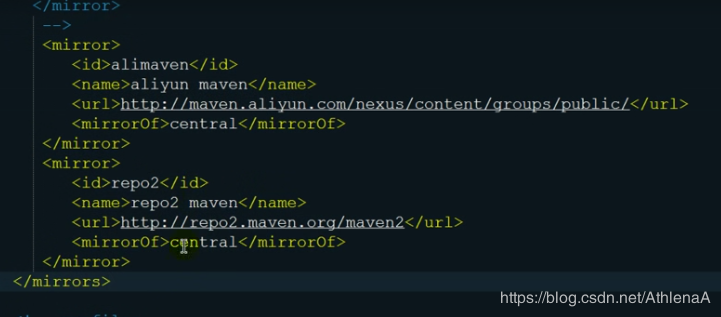 </mirror>
-->
<mirror>
<id>alimaven</id>
<name>aliyun maven</name>
<url>http://maven.aliyun.com/nexus/content/groups/public/</url>
<mirrorOf>central</mirrorOf>
</mirror>
<mirror>
<id>repo2</id>
<name>repo2 maven</name>
<url>http://repo2.maven.org/maven2</url>
<mirrorOf>central</mirrorOf>
</mirror>
</mirrors>
https://blog.csdn.net/AthlenaA